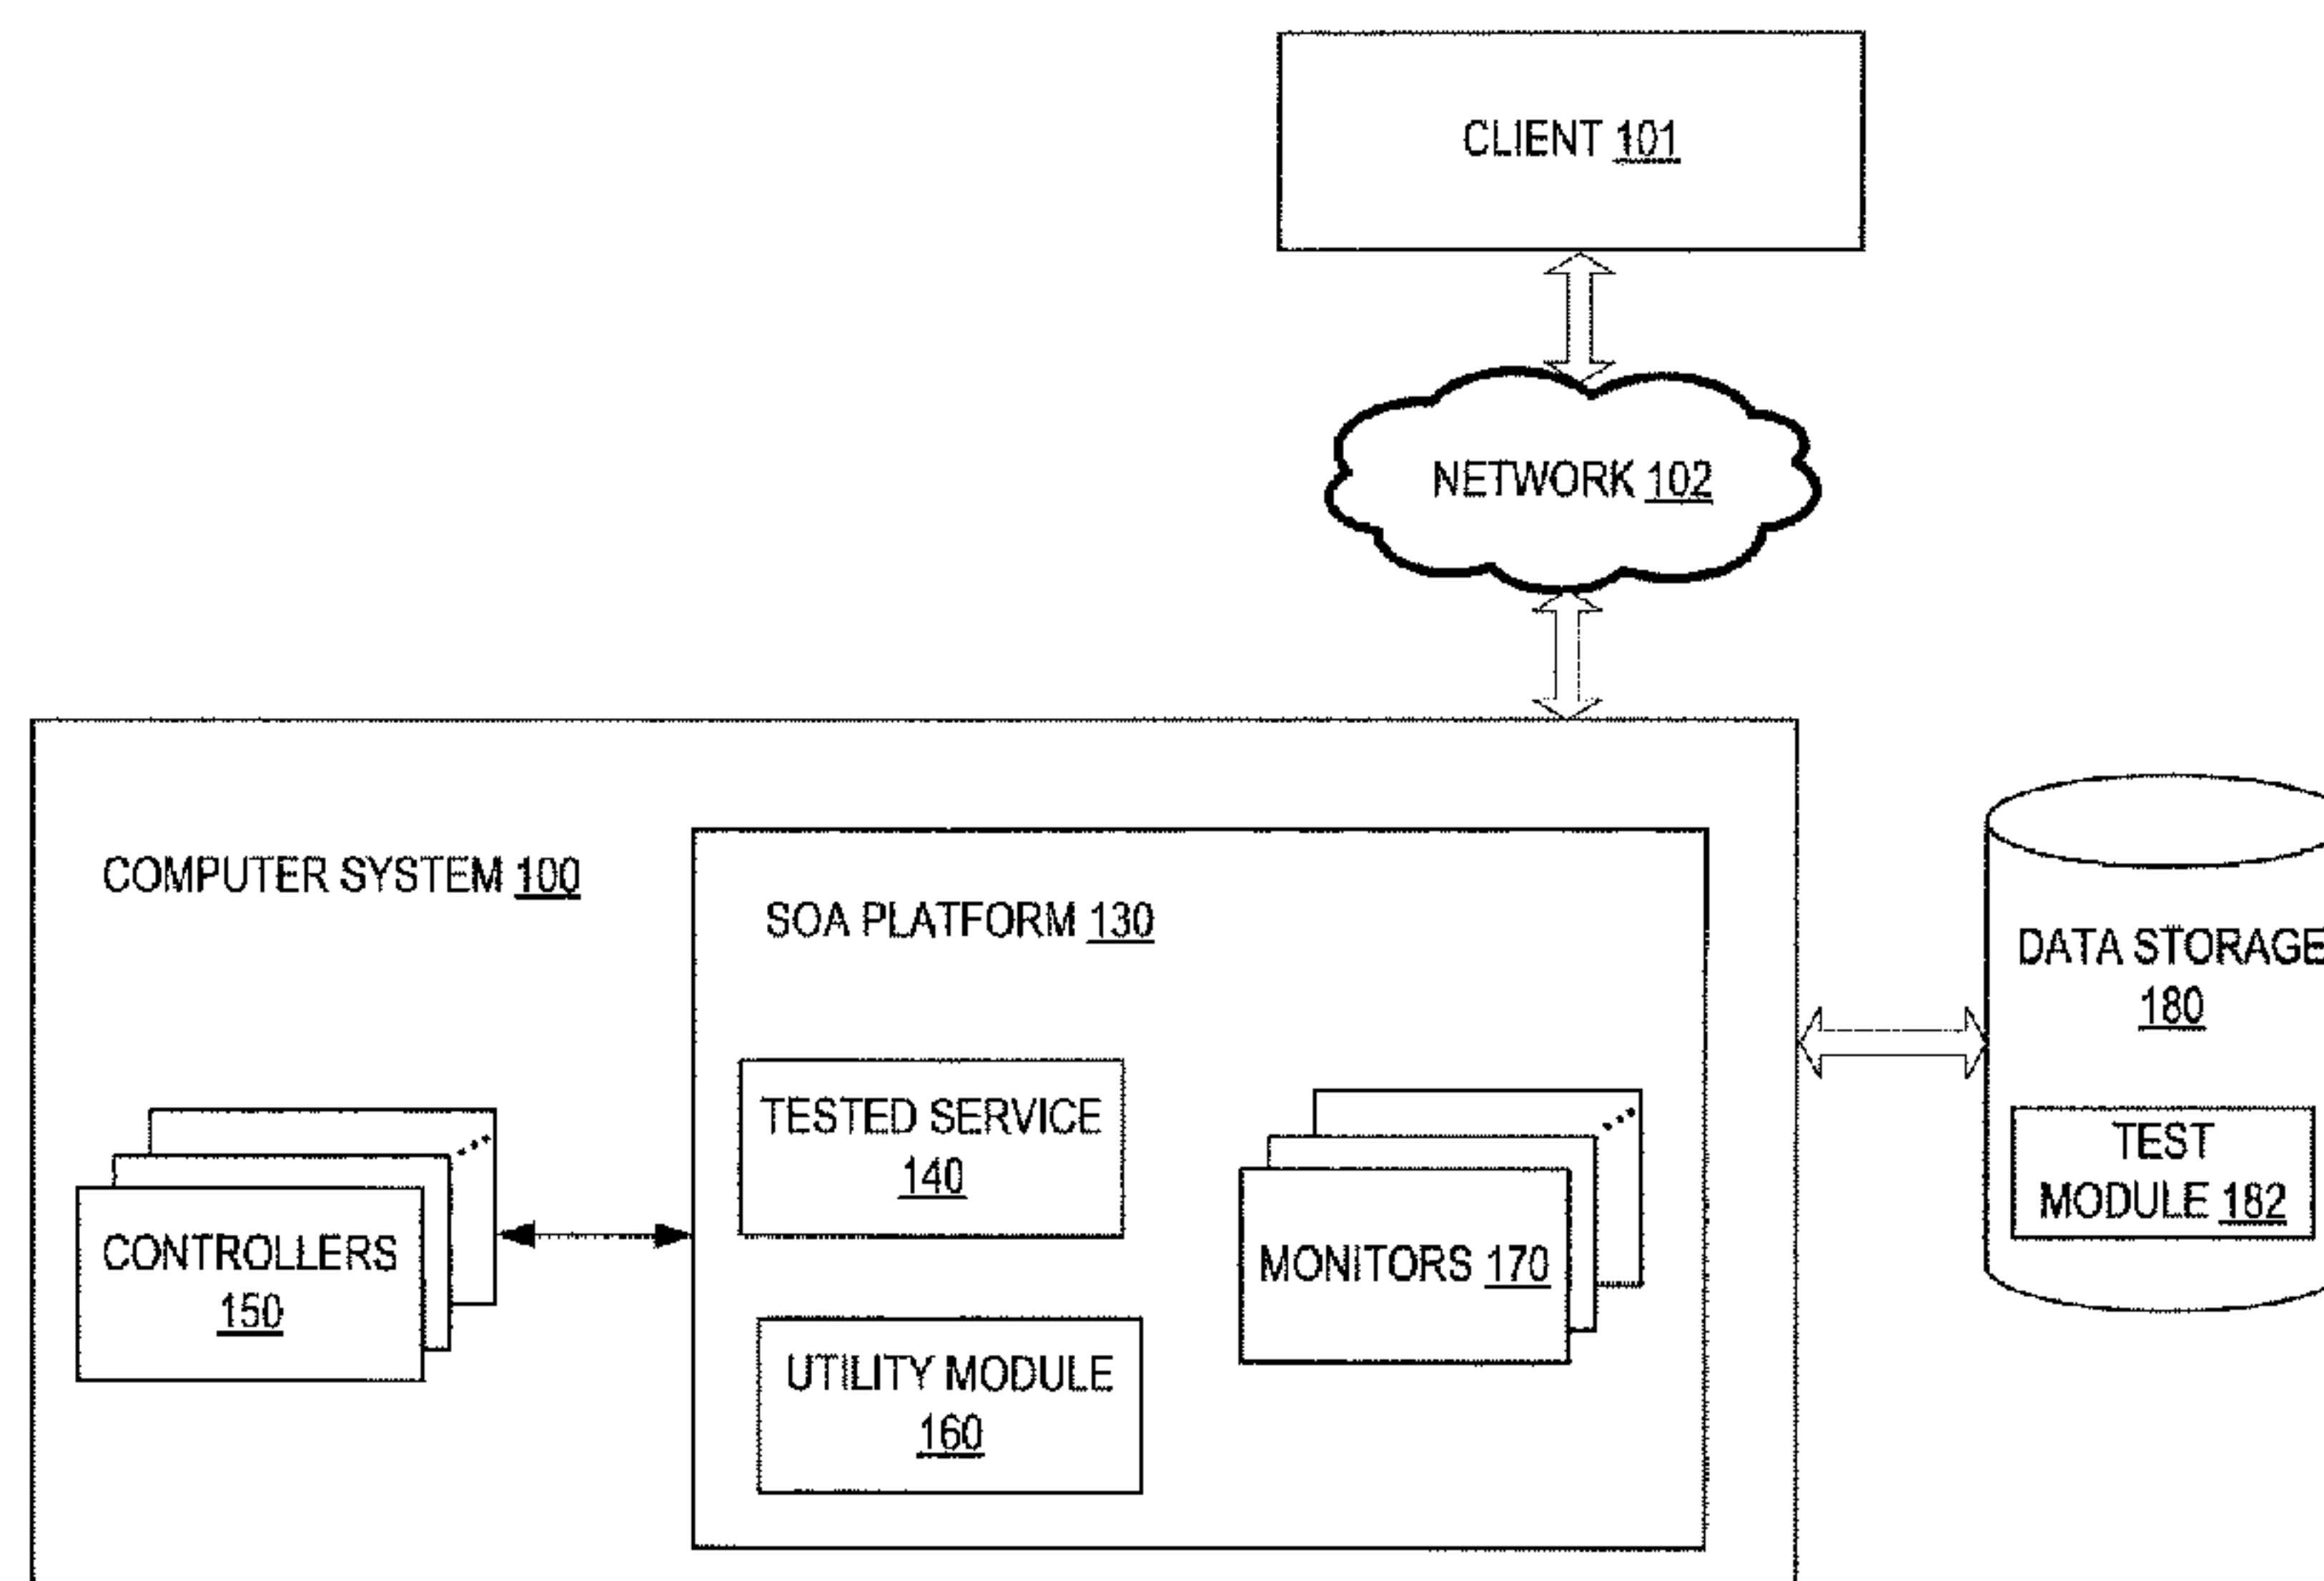 CLIENT 101
NETWORK 102
COMPUTER SYSTEM 100
SOA PLATFORM 130
DATA STORAGE
180
TESTED SERVICE
140
TEST
MODULE 182
CONTROLLERS
150
MONITORS 170
UTILITY MODULE
160